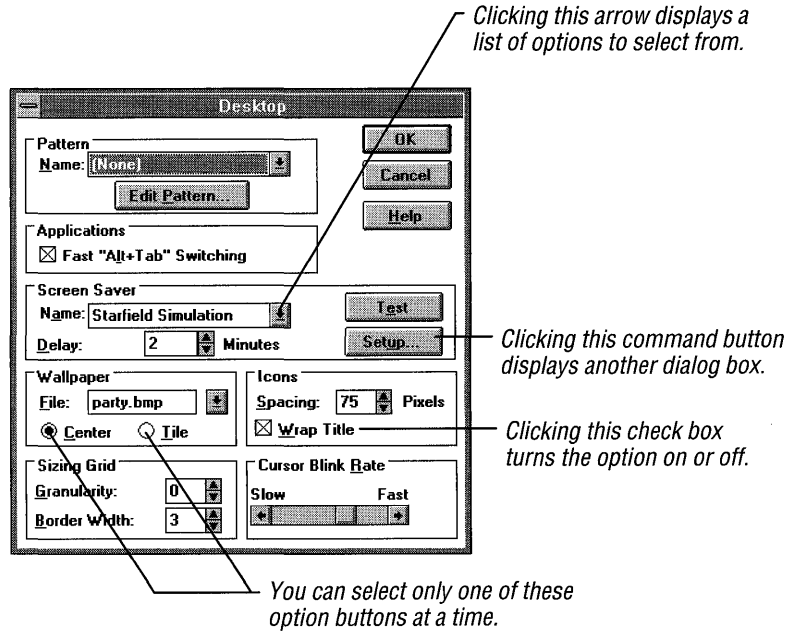 Clicking this arrow displays a
list of options to select from.
Desktop
Pattern
Name: (None)
Edit Pattern...
OK
Cancel
Help
Applications
Fast "Alt+Tab" Switching
Screen Saver
Name: Starfield Simulation
Delay: 2 Minutes
Test
Setup...
Clicking this command button
displays another dialog box.
Wallpaper
File: party.bmp
Center Tile
Icons
Spacing: 75 Pixels
Wrap Title
Clicking this check box
turns the option on or off.
Sizing Grid
Granularity: 0
Border Width: 3
Cursor Blink Rate
Slow Fast
You can select only one of these
option buttons at a time.